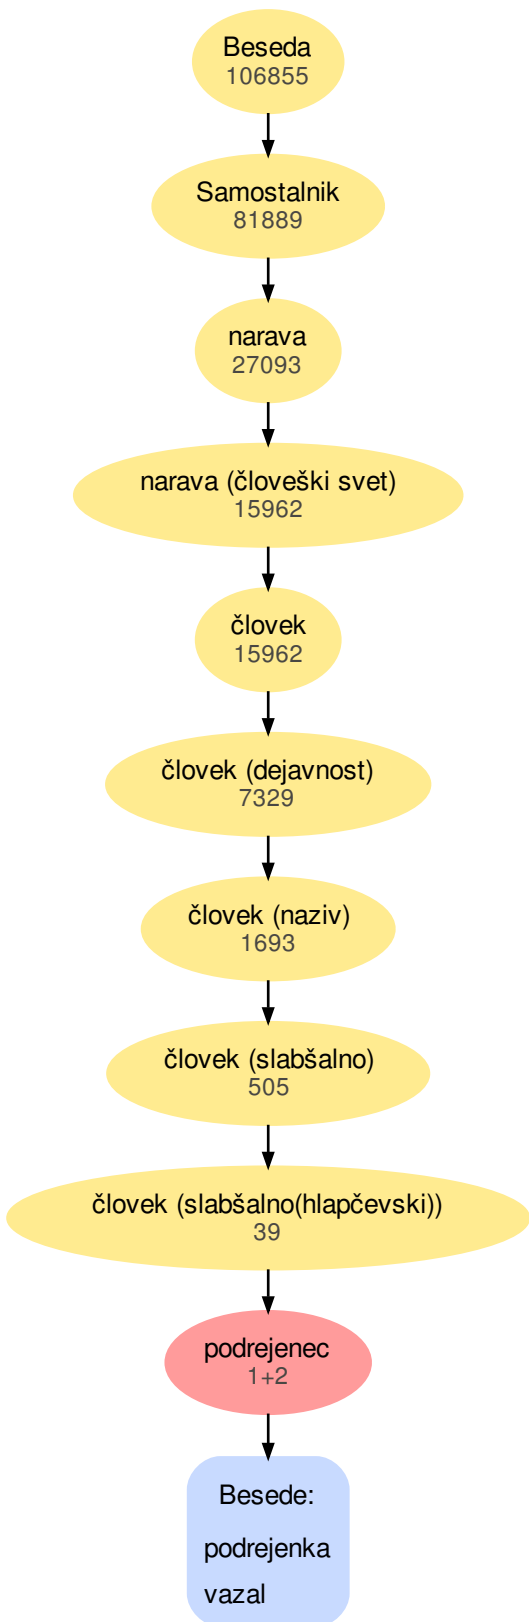 Beseda
106855
Samostalnik
81889
narava
27093
narava (človeški svet)
15962
človek
15962
človek (dejavnost)
7329
človek (naziv)
1693
človek (slabšalno)
505
človek (slabšalno(hlapčevski))
39
podrejenec
1+2
Besede:
podrejenka
vazal